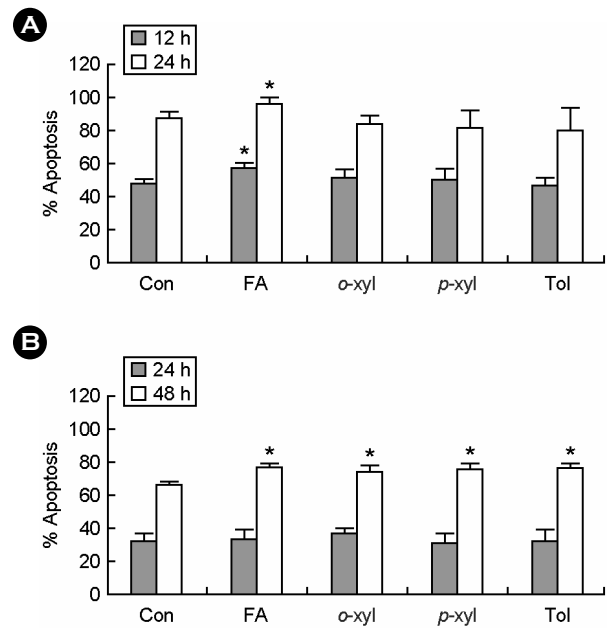 A
12 h
24 h
120
100
80
60
40
20
0
% Apoptosis
* *
Con FA o-xyl p-xyl Tol
B
24 h
48 h
120
100
80
60
40
20
0
% Apoptosis
* * * *
Con FA o-xyl p-xyl Tol